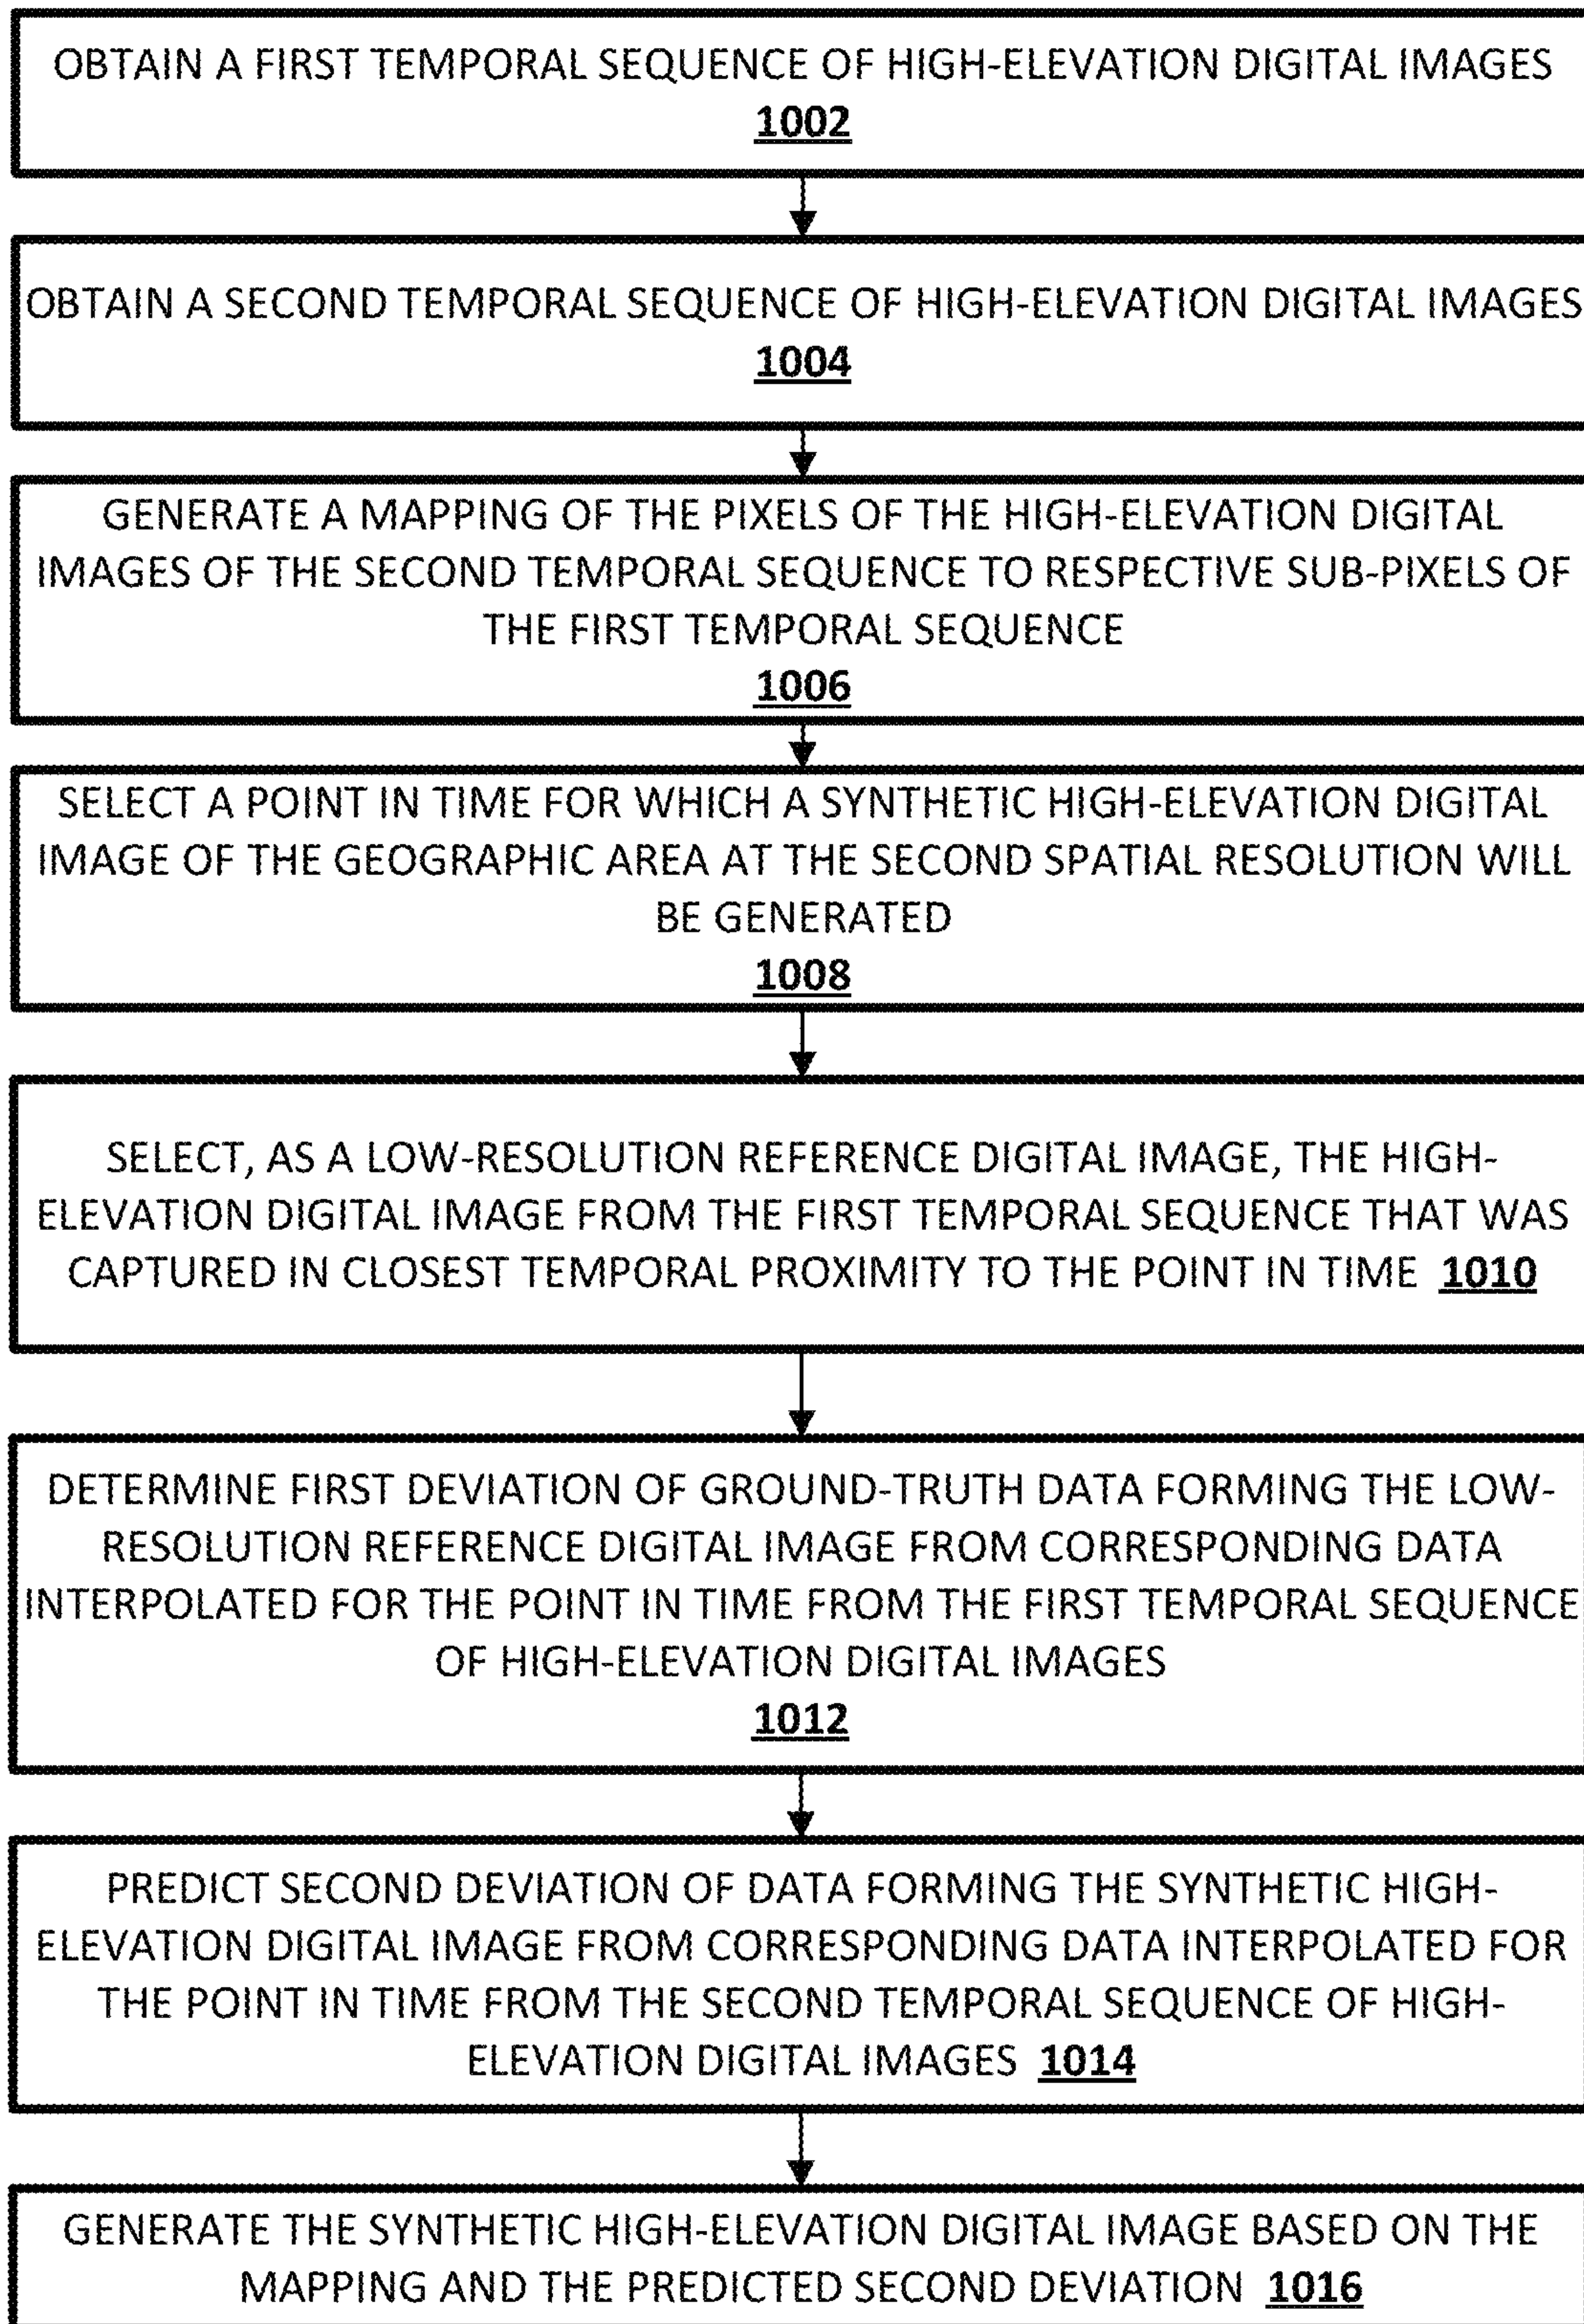 OBTAIN A FIRST TEMPORAL SEQUENCE OF HIGH-ELEVATION DIGITAL IMAGES
1002
OBTAIN A SECOND TEMPORAL SEQUENCE OF HIGH-ELEVATION DIGITAL IMAGES
1004
GENERATE A MAPPING OF THE PIXELS OF THE HIGH-ELEVATION DIGITAL
IMAGES OF THE SECOND TEMPORAL SEQUENCE TO RESPECTIVE SUB-PIXELS OF
THE FIRST TEMPORAL SEQUENCE
1006
SELECT A POINT IN TIME FOR WHICH A SYNTHETIC HIGH-ELEVATION DIGITAL
IMAGE OF THE GEOGRAPHIC AREA AT THE SECOND SPATIAL RESOLUTION WILL
BE GENERATED
1008
SELECT, AS A LOW-RESOLUTION REFERENCE DIGITAL IMAGE, THE HIGH-
ELEVATION DIGITAL IMAGE FROM THE FIRST TEMPORAL SEQUENCE THAT WAS
CAPTURED IN CLOSEST TEMPORAL PROXIMITY TO THE POINT IN TIME 1010
DETERMINE FIRST DEVIATION OF GROUND-TRUTH DATA FORMING THE LOW-
RESOLUTION REFERENCE DIGITAL IMAGE FROM CORRESPONDING DATA
INTERPOLATED FOR THE POINT IN TIME FROM THE FIRST TEMPORAL SEQUENCE
OF HIGH-ELEVATION DIGITAL IMAGES
1012
PREDICT SECOND DEVIATION OF DATA FORMING THE SYNTHETIC HIGH-
ELEVATION DIGITAL IMAGE FROM CORRESPONDING DATA INTERPOLATED FOR
THE POINT IN TIME FROM THE SECOND TEMPORAL SEQUENCE OF HIGH-
ELEVATION DIGITAL IMAGES 1014
GENERATE THE SYNTHETIC HIGH-ELEVATION DIGITAL IMAGE BASED ON THE
MAPPING AND THE PREDICTED SECOND DEVIATION 1016